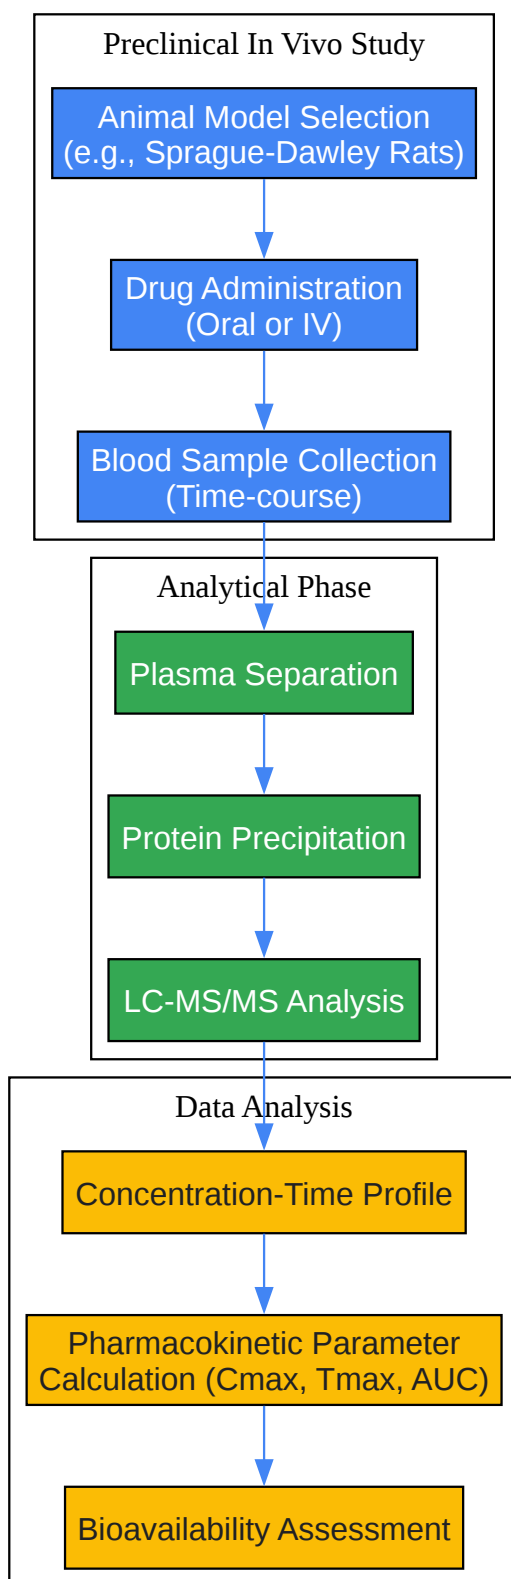 Preclinical In Vivo Study
Animal Model Selection
(e.g., Sprague-Dawley Rats)
Drug Administration
(Oral or IV)
Blood Sample Collection
(Time-course)
Analytical Phase
Plasma Separation
Protein Precipitation
LC-MS/MS Analysis
Data Analysis
Concentration-Time Profile
Pharmacokinetic Parameter
Calculation (Cmax, Tmax, AUC)
Bioavailability Assessment